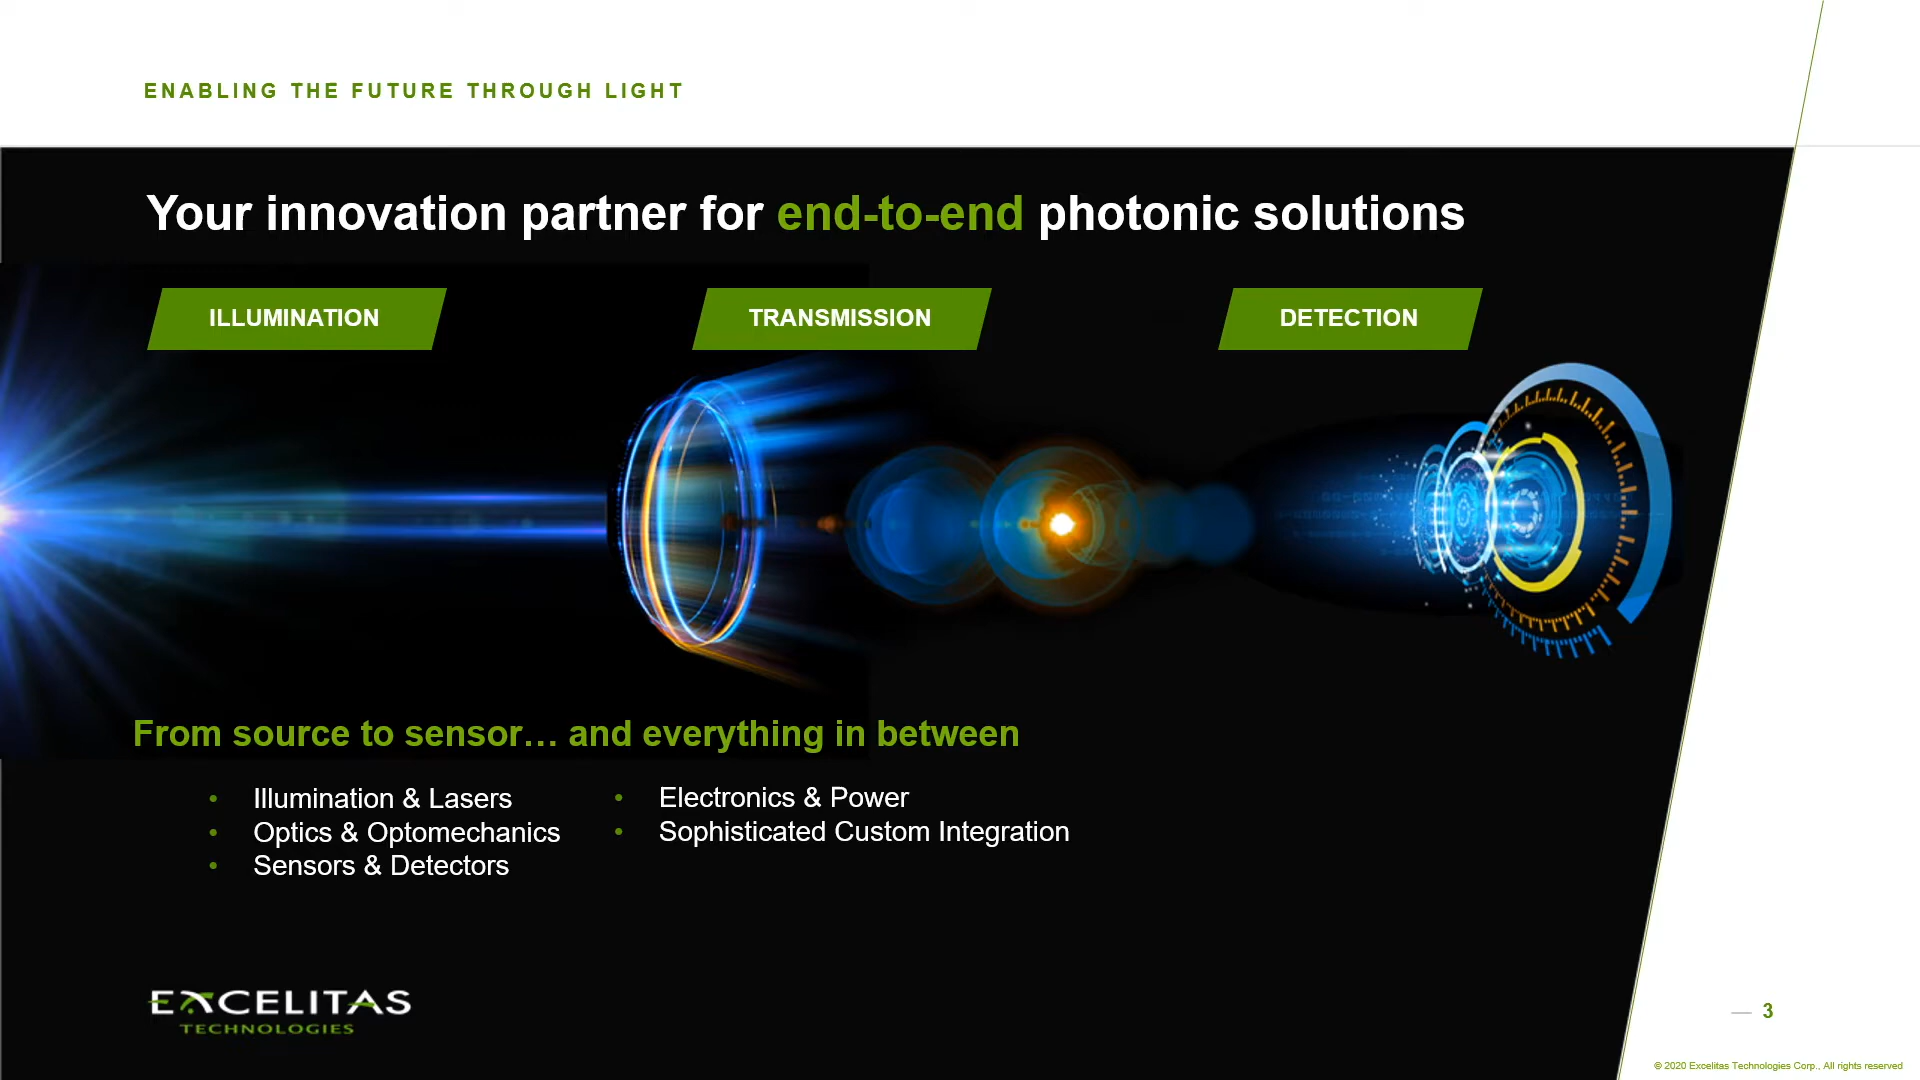 ENABLING THE FUTURE THROUGH LIGHT
Your innovation partner for end-to-end photonic solutions
ILLUMINATION
TRANSMISSION
DETECTION
From source to sensor… and everything in between
• Illumination & Lasers
• Optics & Optomechanics
• Sensors & Detectors
• Electronics & Power
• Sophisticated Custom Integration
EXCELITAS
TECHNOLOGIES
— 3
© 2020 Excelitas Technologies Corp., All rights reserved